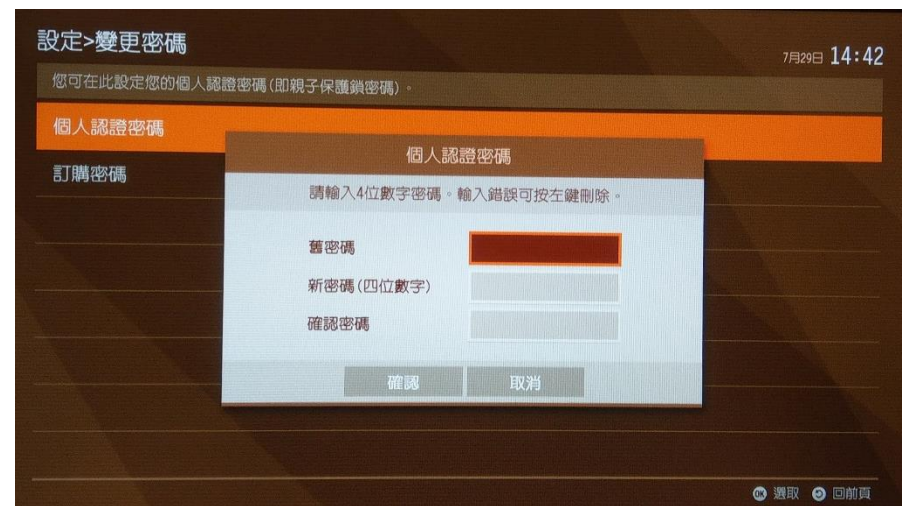 設定>變更密碼
7月29日 14:42
您可在此設定您的個人認證密碼(即親子保護鎖密碼)。
個人認證密碼
訂購密碼
個人認證密碼
請輸入4位數字密碼。輸入錯誤可按左鍵刪除。
舊密碼
新密碼(四位數字)
確認密碼
確認 取消
OK 選取 回前頁